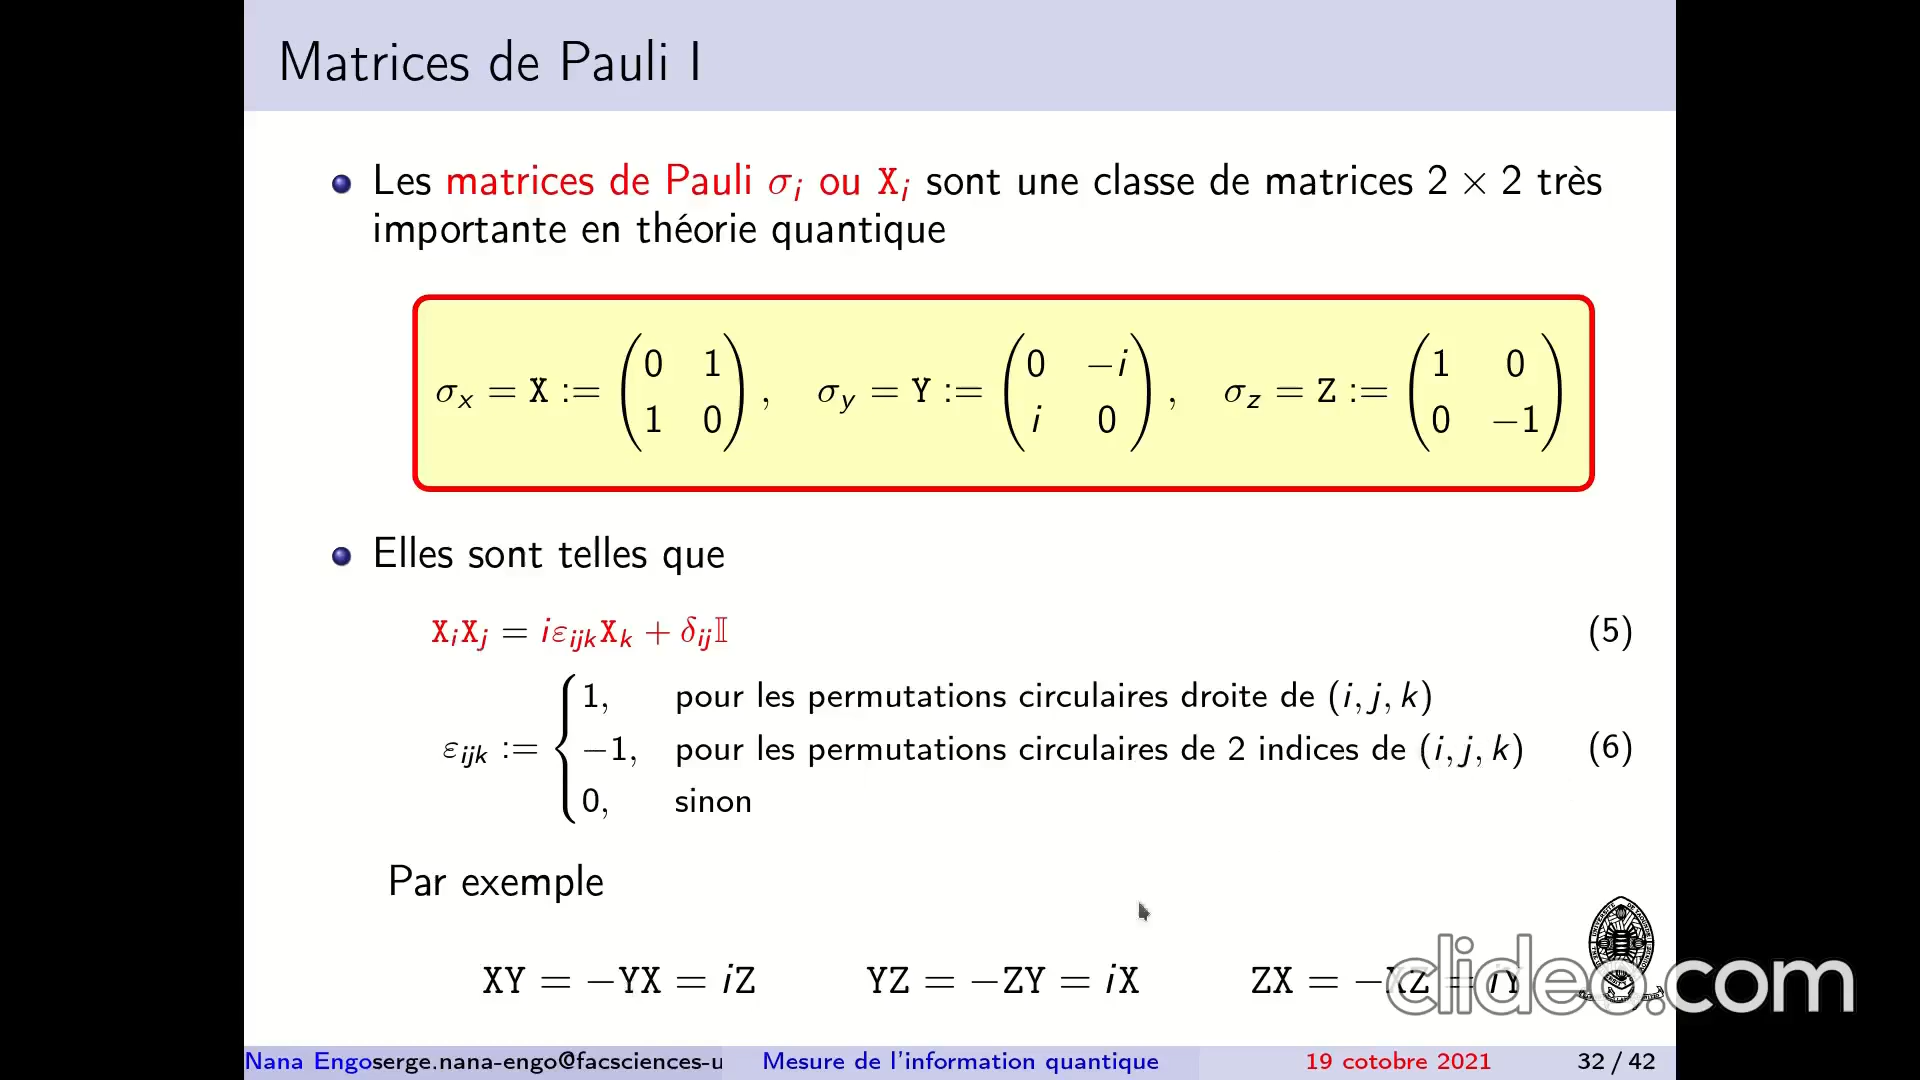 Matrices de Pauli I
Les matrices de Pauli σ_i ou X_i sont une classe de matrices 2 × 2 très
importante en théorie quantique
σ_x = X := (0 1; 1 0), σ_y = Y := (0 −i; i 0), σ_z = Z := (1 0; 0 −1)
Elles sont telles que
X_iX_j = iε_ijkX_k + δ_ij𝕀 (5)
1, pour les permutations circulaires droite de (i, j, k)
ε_ijk := { −1, pour les permutations circulaires de 2 indices de (i, j, k) (6)
0, sinon
Par exemple
XY = −YX = iZ YZ = −ZY = iX ZX = −XZ = iY
clideo.com
Nana Engoserge.nana-engo@facsciences-u Mesure de l'information quantique 19 cotobre 2021 32 / 42